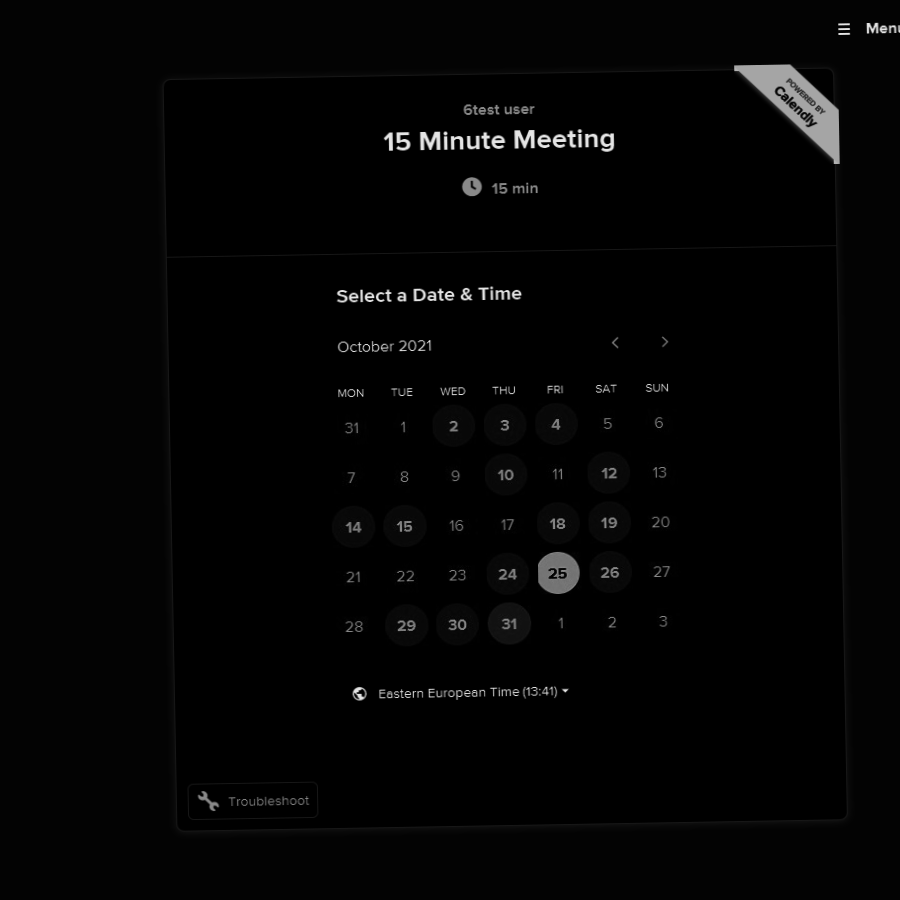 Menu
POWERED BY
Calendly
6test user
15 Minute Meeting
15 min
Select a Date & Time
October 2021
MON TUE WED THU FRI SAT SUN
31 1 2 3 4 5 6
7 8 9 10 11 12 13
14 15 16 17 18 19 20
21 22 23 24 25 26 27
28 29 30 31 1 2 3
Eastern European Time (13:41)
Troubleshoot